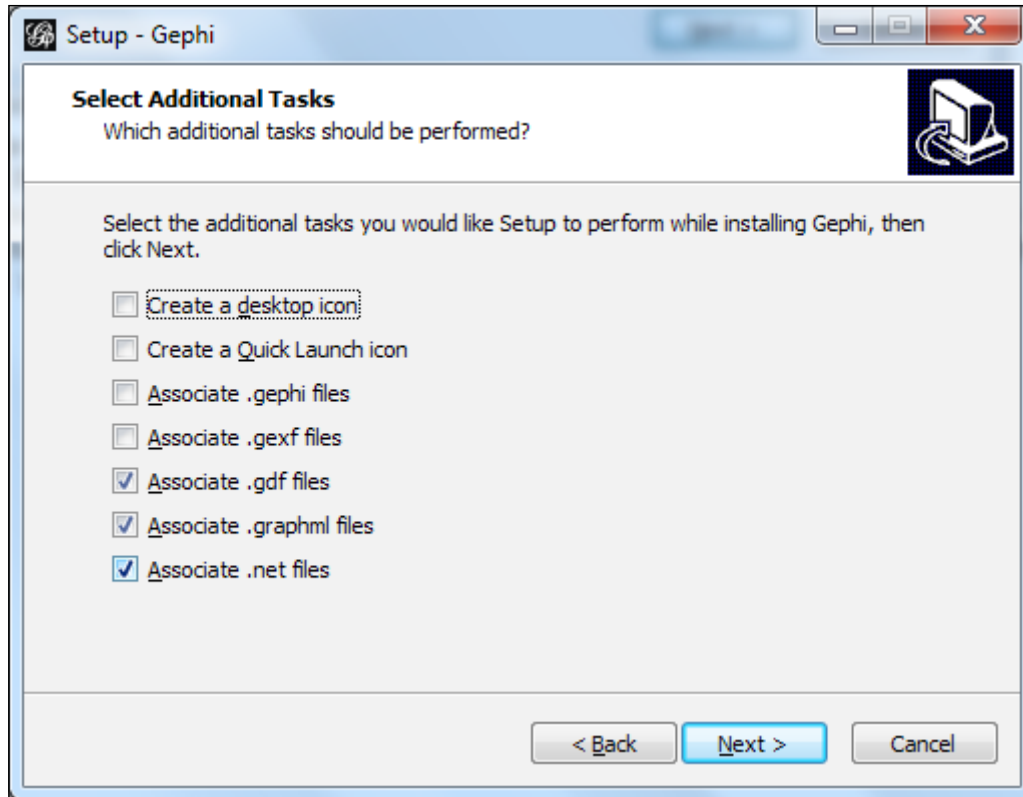 Setup - Gephi
Select Additional Tasks
Which additional tasks should be performed?
Select the additional tasks you would like Setup to perform while installing Gephi, then
click Next.
Create a desktop icon
Create a Quick Launch icon
Associate .gephi files
Associate .gexf files
Associate .gdf files
Associate .graphml files
Associate .net files
< Back
Next >
Cancel